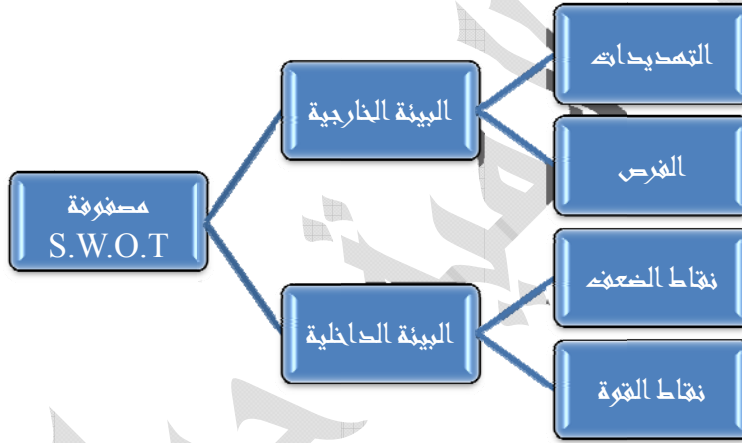 مصفوفة
S.W.O.T
البيئة الخارجية
التهديدات
الفرص
البيئة الداخلية
نقاط الضعف
نقاط القوة